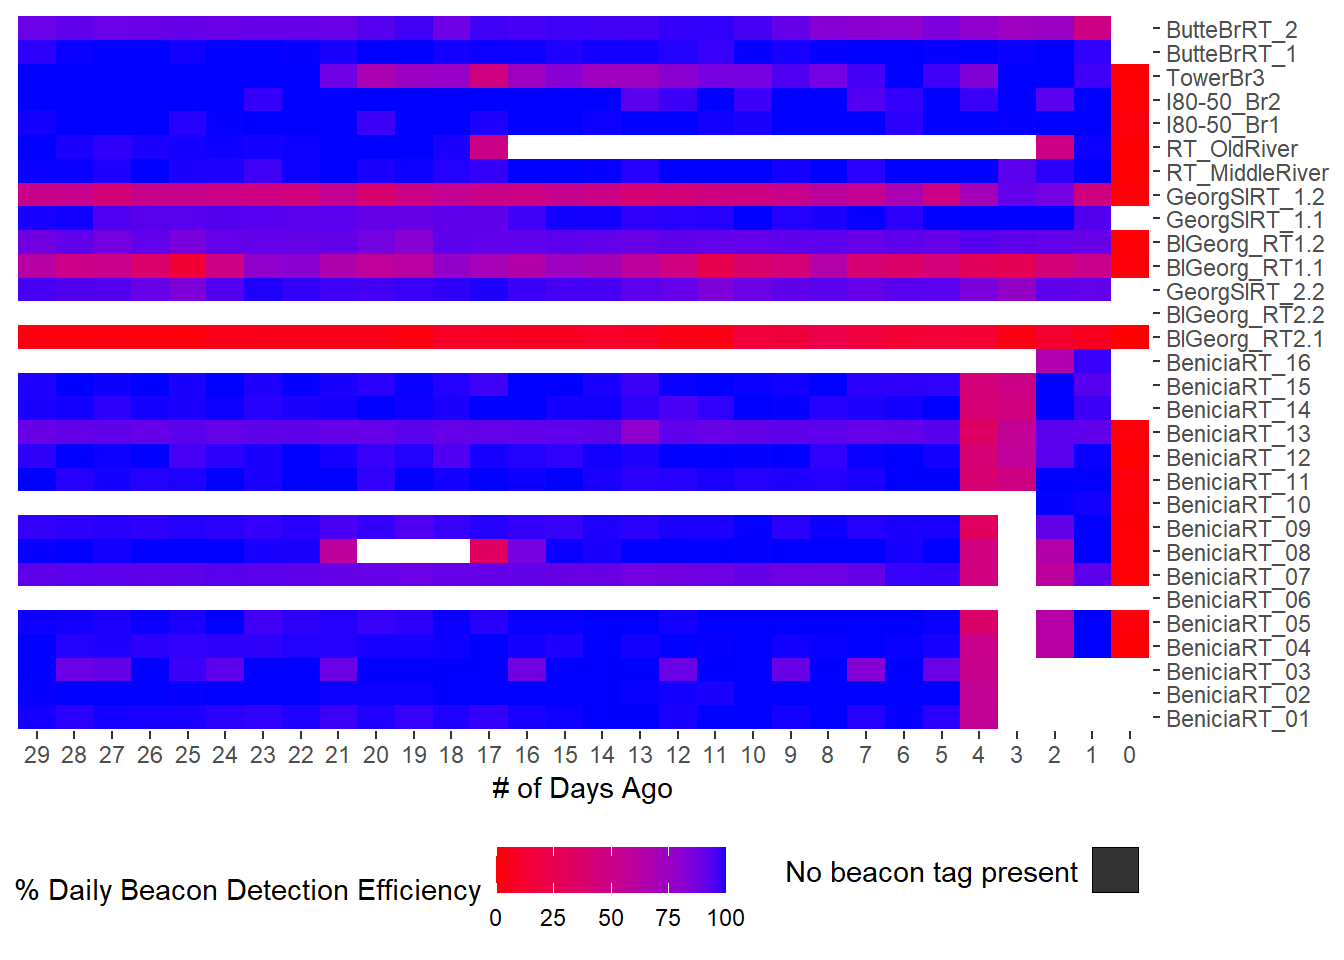 ButteBrRT_2
ButteBrRT_1
TowerBr3
I80-50_Br2
I80-50_Br1
RT_OldRiver
RT_MiddleRiver
GeorgSlRT_1.2
GeorgSlRT_1.1
BlGeorg_RT1.2
BlGeorg_RT1.1
GeorgSlRT_2.2
BlGeorg_RT2.2
BlGeorg_RT2.1
BeniciaRT_16
BeniciaRT_15
BeniciaRT_14
BeniciaRT_13
BeniciaRT_12
BeniciaRT_11
BeniciaRT_10
BeniciaRT_09
BeniciaRT_08
BeniciaRT_07
BeniciaRT_06
BeniciaRT_05
BeniciaRT_04
BeniciaRT_03
BeniciaRT_02
BeniciaRT_01
29 28 27 26 25 24 23 22 21 20 19 18 17 16 15 14 13 12 11 10 9 8 7 6 5 4 3 2 1 0
# of Days Ago
% Daily Beacon Detection Efficiency
0 25 50 75 100
No beacon tag present